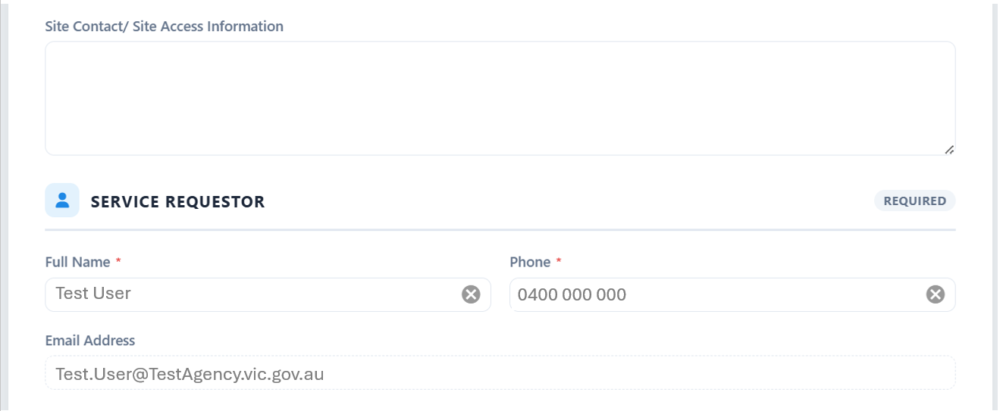 Site Contact/ Site Access Information
SERVICE REQUESTOR
REQUIRED
Full Name *
Phone *
Test User
0400 000 000
Email Address
Test.User@TestAgency.vic.gov.au